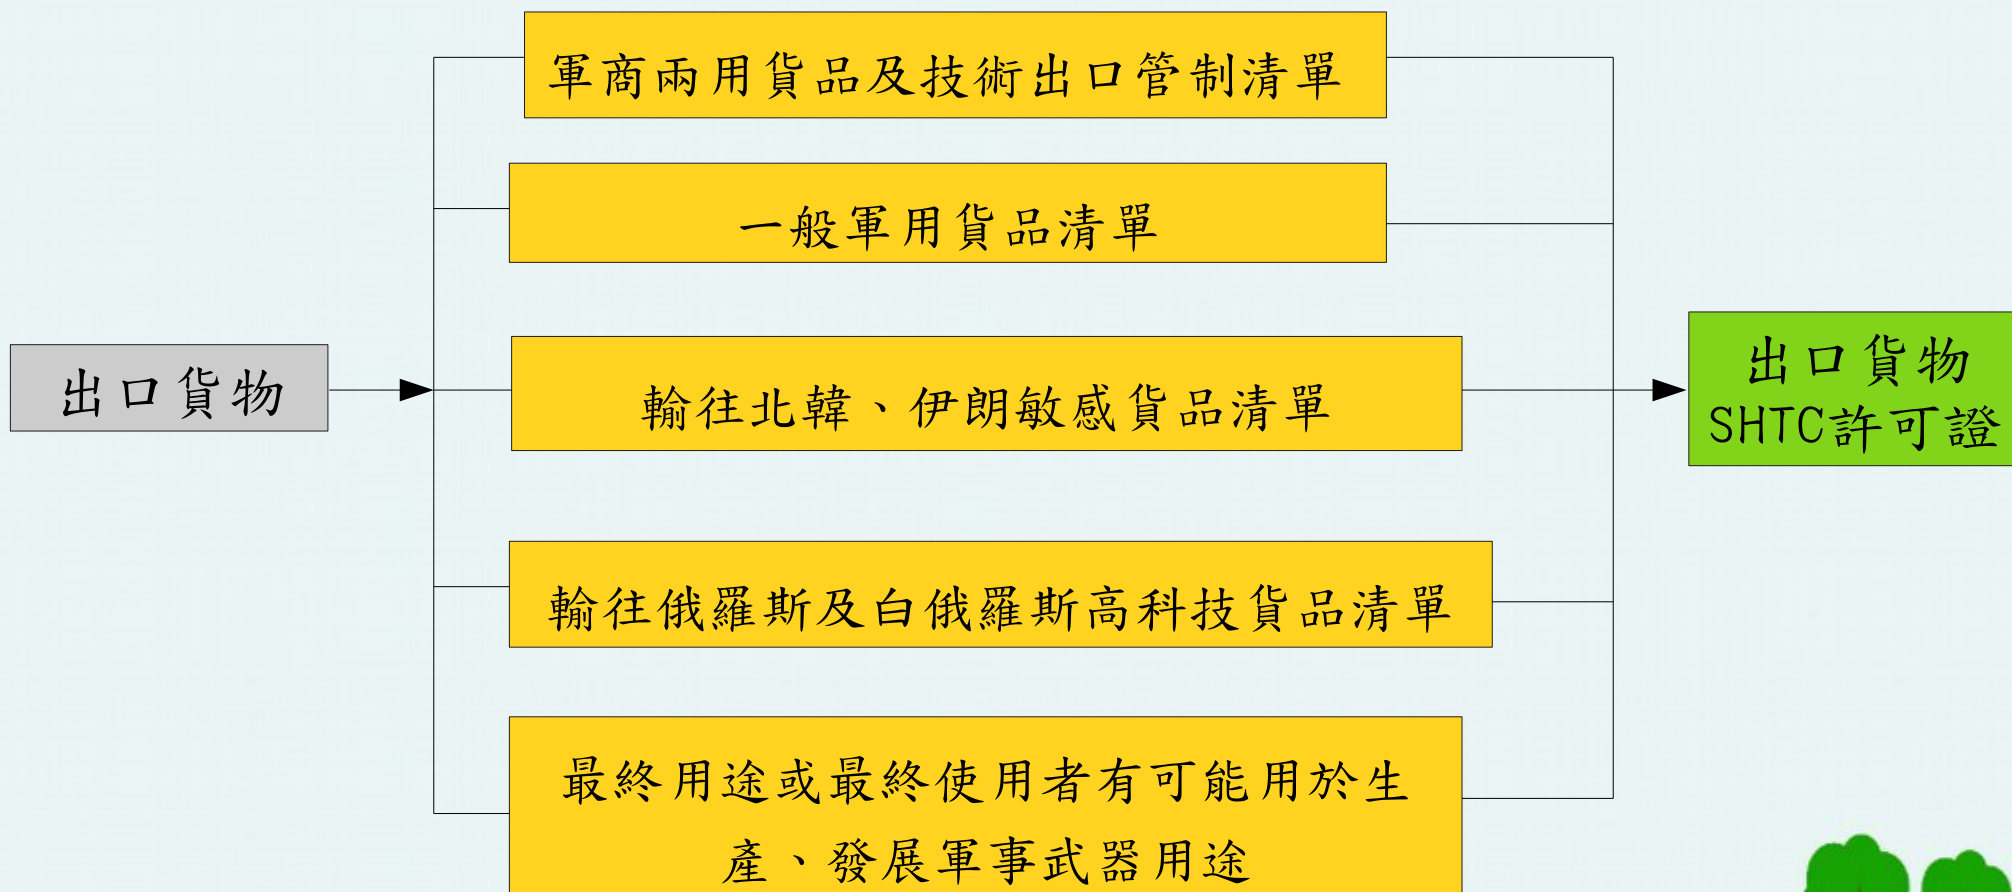 軍商兩用貨品及技術出口管制清單
一般軍用貨品清單
出口貨物
輸往北韓、伊朗敏感貨品清單
出口貨物
SHTC許可證
輸往俄羅斯及白俄羅斯高科技貨品清單
最終用途或最終使用者有可能用於生
產、發展軍事武器用途